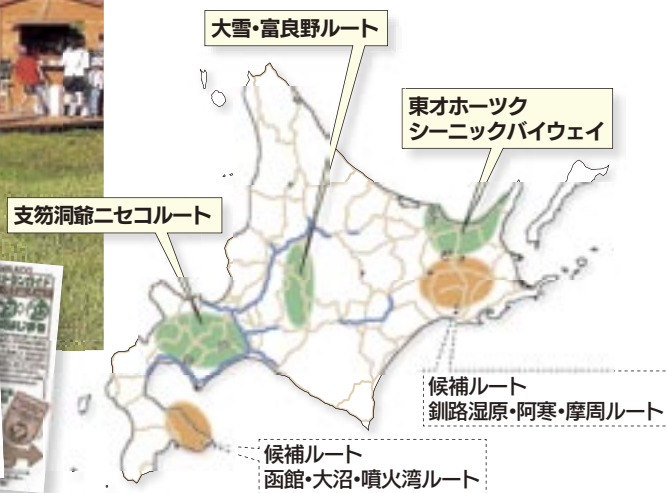 大雪・富良野ルート
東オホーツク
シーニックバイウェイ
支笏洞爺ニセコルート
候補ルート
釧路湿原・阿寒・摩周ルート
候補ルート
函館・大沼・噴火湾ルート